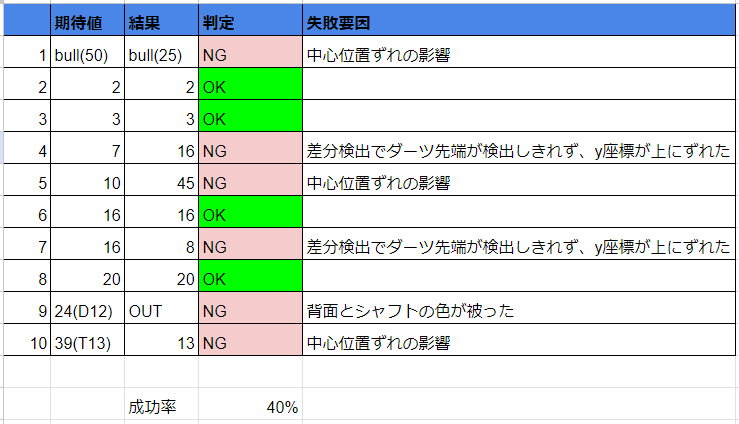 期待値 結果 判定 失敗要因
1 bull(50) bull(25) NG 中心位置ずれの影響
2 2 2 OK
3 3 3 OK
4 7 16 NG 差分検出でダーツ先端が検出しきれず、y座標が上にずれた
5 10 45 NG 中心位置ずれの影響
6 16 16 OK
7 16 8 NG 差分検出でダーツ先端が検出しきれず、y座標が上にずれた
8 20 20 OK
9 24(D12) OUT NG 背面とシャフトの色が被った
10 39(T13) 13 NG 中心位置ずれの影響
成功率 40%